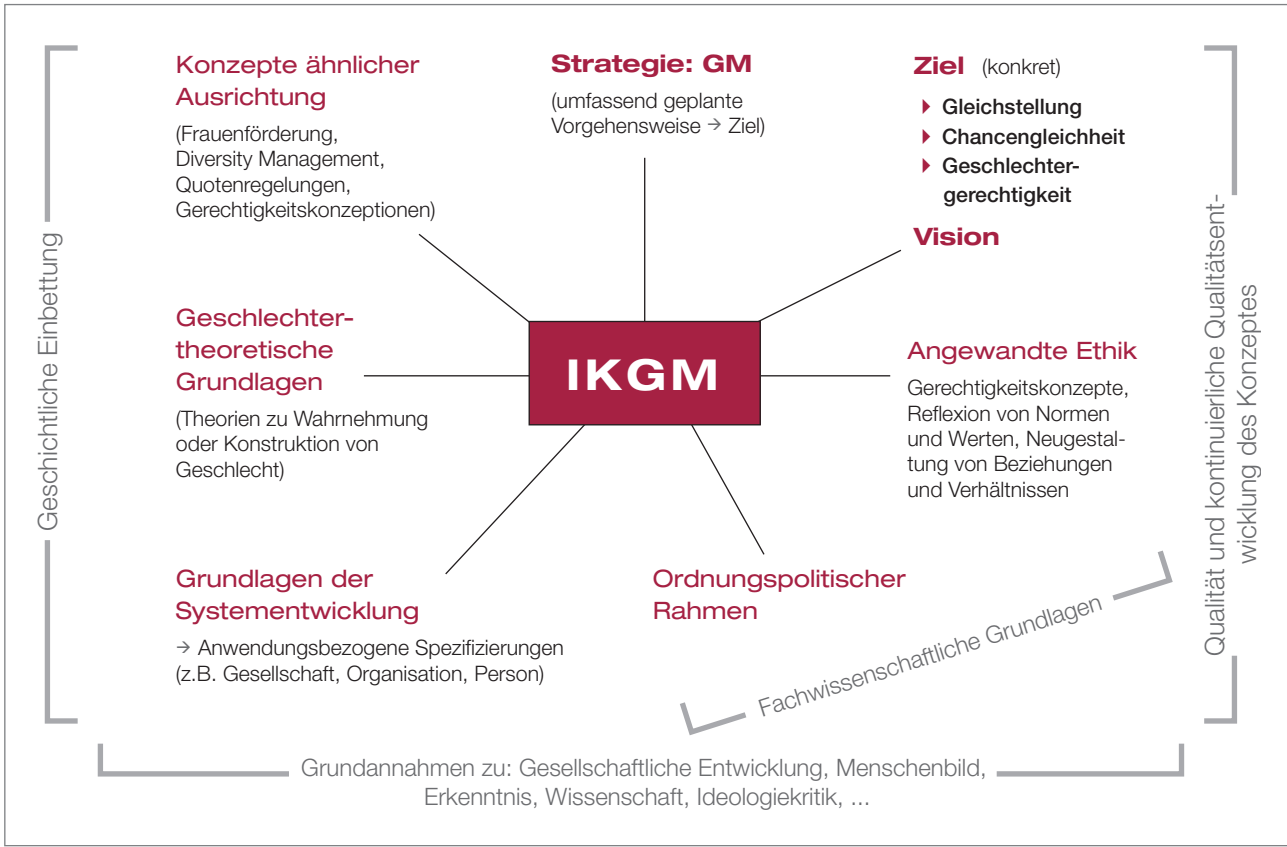 Konzepte ähnlicher
Ausrichtung
(Frauenförderung,
Diversity Management,
Quotenregelungen,
Gerechtigkeitskonzeptionen)
Strategie: GM
(umfassend geplante
Vorgehensweise → Ziel)
Ziel (konkret)
Gleichstellung
Chancengleichheit
Geschlechter-
gerechtigkeit
Vision
Geschlechter-
theoretische
Grundlagen
(Theorien zu Wahrnehmung
oder Konstruktion von
Geschlecht)
IKGM
Angewandte Ethik
Gerechtigkeitskonzepte,
Reflexion von Normen
und Werten, Neugestal-
tung von Beziehungen
und Verhältnissen
Grundlagen der
Systementwicklung
→ Anwendungsbezogene Spezifizierungen
(z.B. Gesellschaft, Organisation, Person)
Ordnungspolitischer
Rahmen
Geschichtliche Einbettung
Qualität und kontinuierliche Qualitätsent-
wicklung des Konzeptes
Fachwissenschaftliche Grundlagen
Grundannahmen zu: Gesellschaftliche Entwicklung, Menschenbild,
Erkenntnis, Wissenschaft, Ideologiekritik, ...